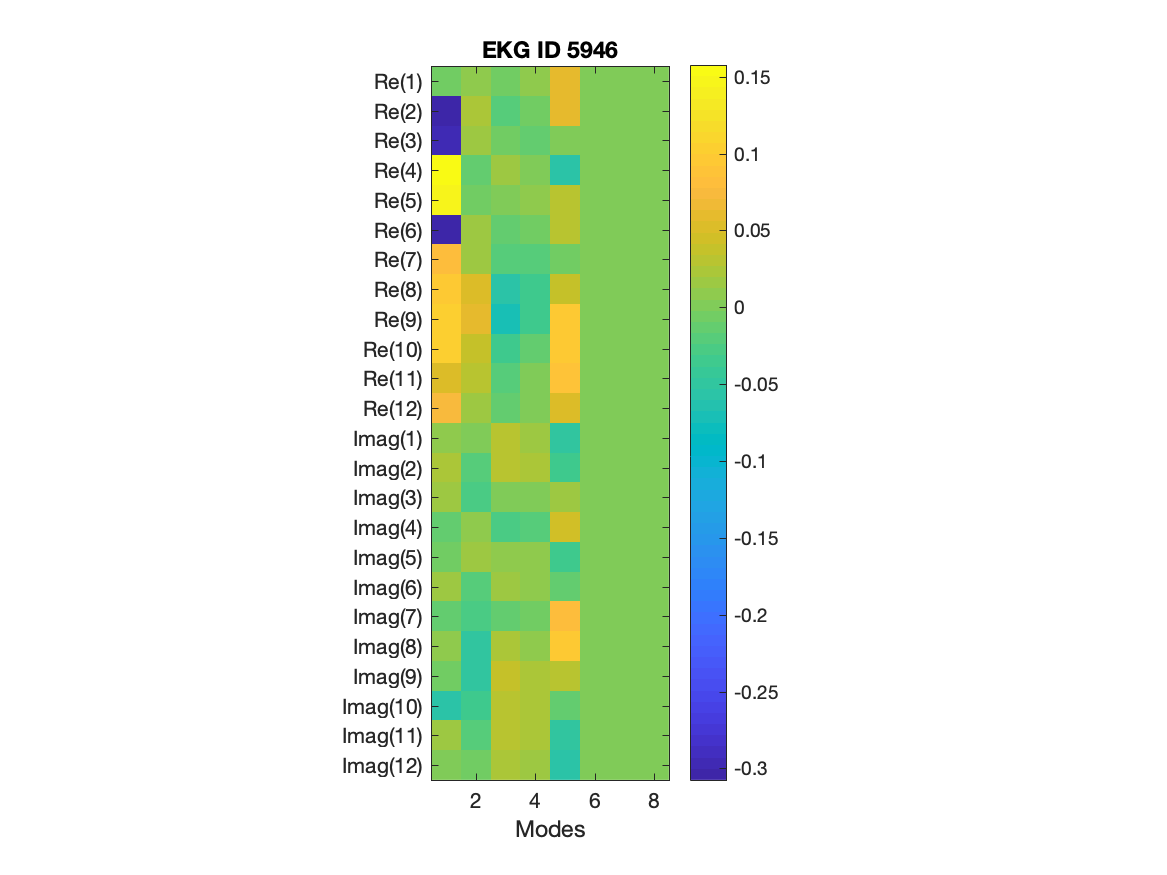 EKG ID 5946
Re(1)
Re(2)
Re(3)
Re(4)
Re(5)
Re(6)
Re(7)
Re(8)
Re(9)
Re(10)
Re(11)
Re(12)
Imag(1)
Imag(2)
Imag(3)
Imag(4)
Imag(5)
Imag(6)
Imag(7)
Imag(8)
Imag(9)
Imag(10)
Imag(11)
Imag(12)
2 4 6 8
Modes
0.15
0.1
0.05
0
-0.05
-0.1
-0.15
-0.2
-0.25
-0.3